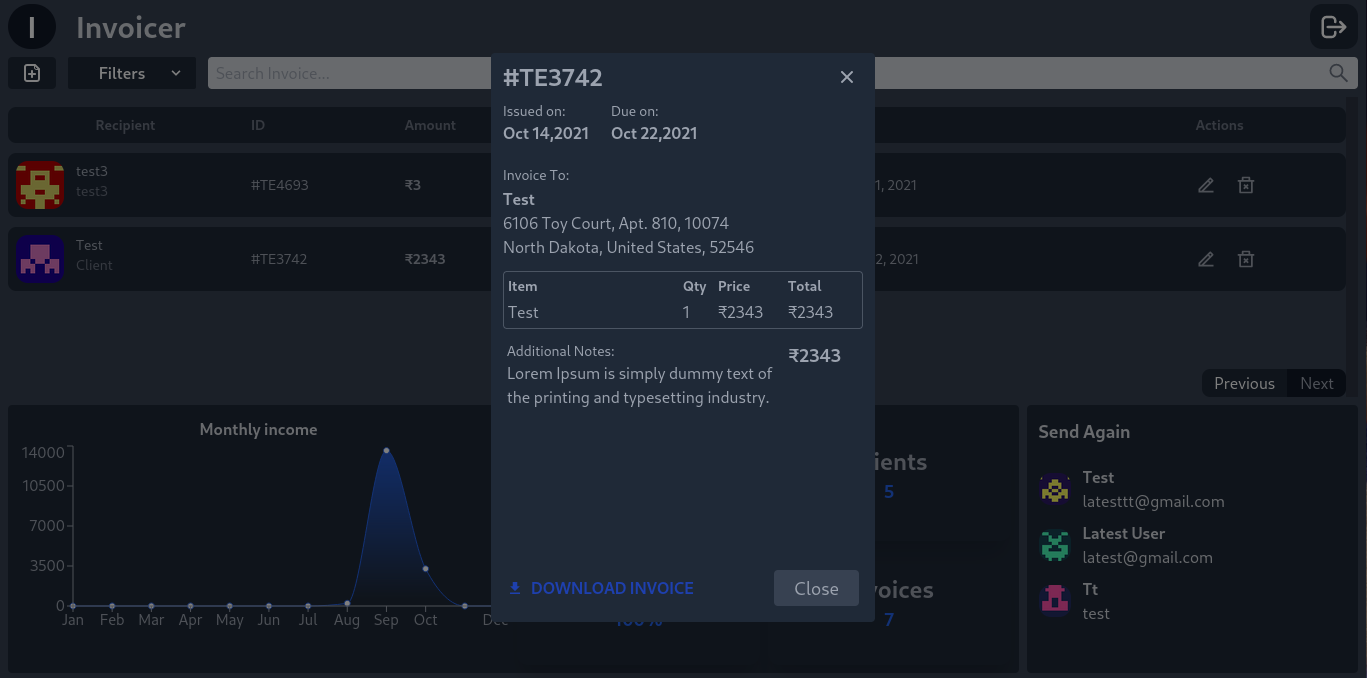 I Invoicer
Filters
Search Invoice...
Recipient ID Amount Actions
test3
test3
#TE4693 ₹3 1, 2021
Test
Client
#TE3742 ₹2343 2, 2021
#TE3742
Issued on: Due on:
Oct 14,2021 Oct 22,2021
Invoice To:
Test
6106 Toy Court, Apt. 810, 10074
North Dakota, United States, 52546
Item Qty Price Total
Test 1 ₹2343 ₹2343
Additional Notes: ₹2343
Lorem Ipsum is simply dummy text of
the printing and typesetting industry.
DOWNLOAD INVOICE Close
Previous Next
Monthly income
14000
10500
7000
3500
0
Jan Feb Mar Apr May Jun Jul Aug Sep Oct Dec
100%
ients
5
voices
7
Send Again
Test
latesttt@gmail.com
Latest User
latest@gmail.com
Tt
test